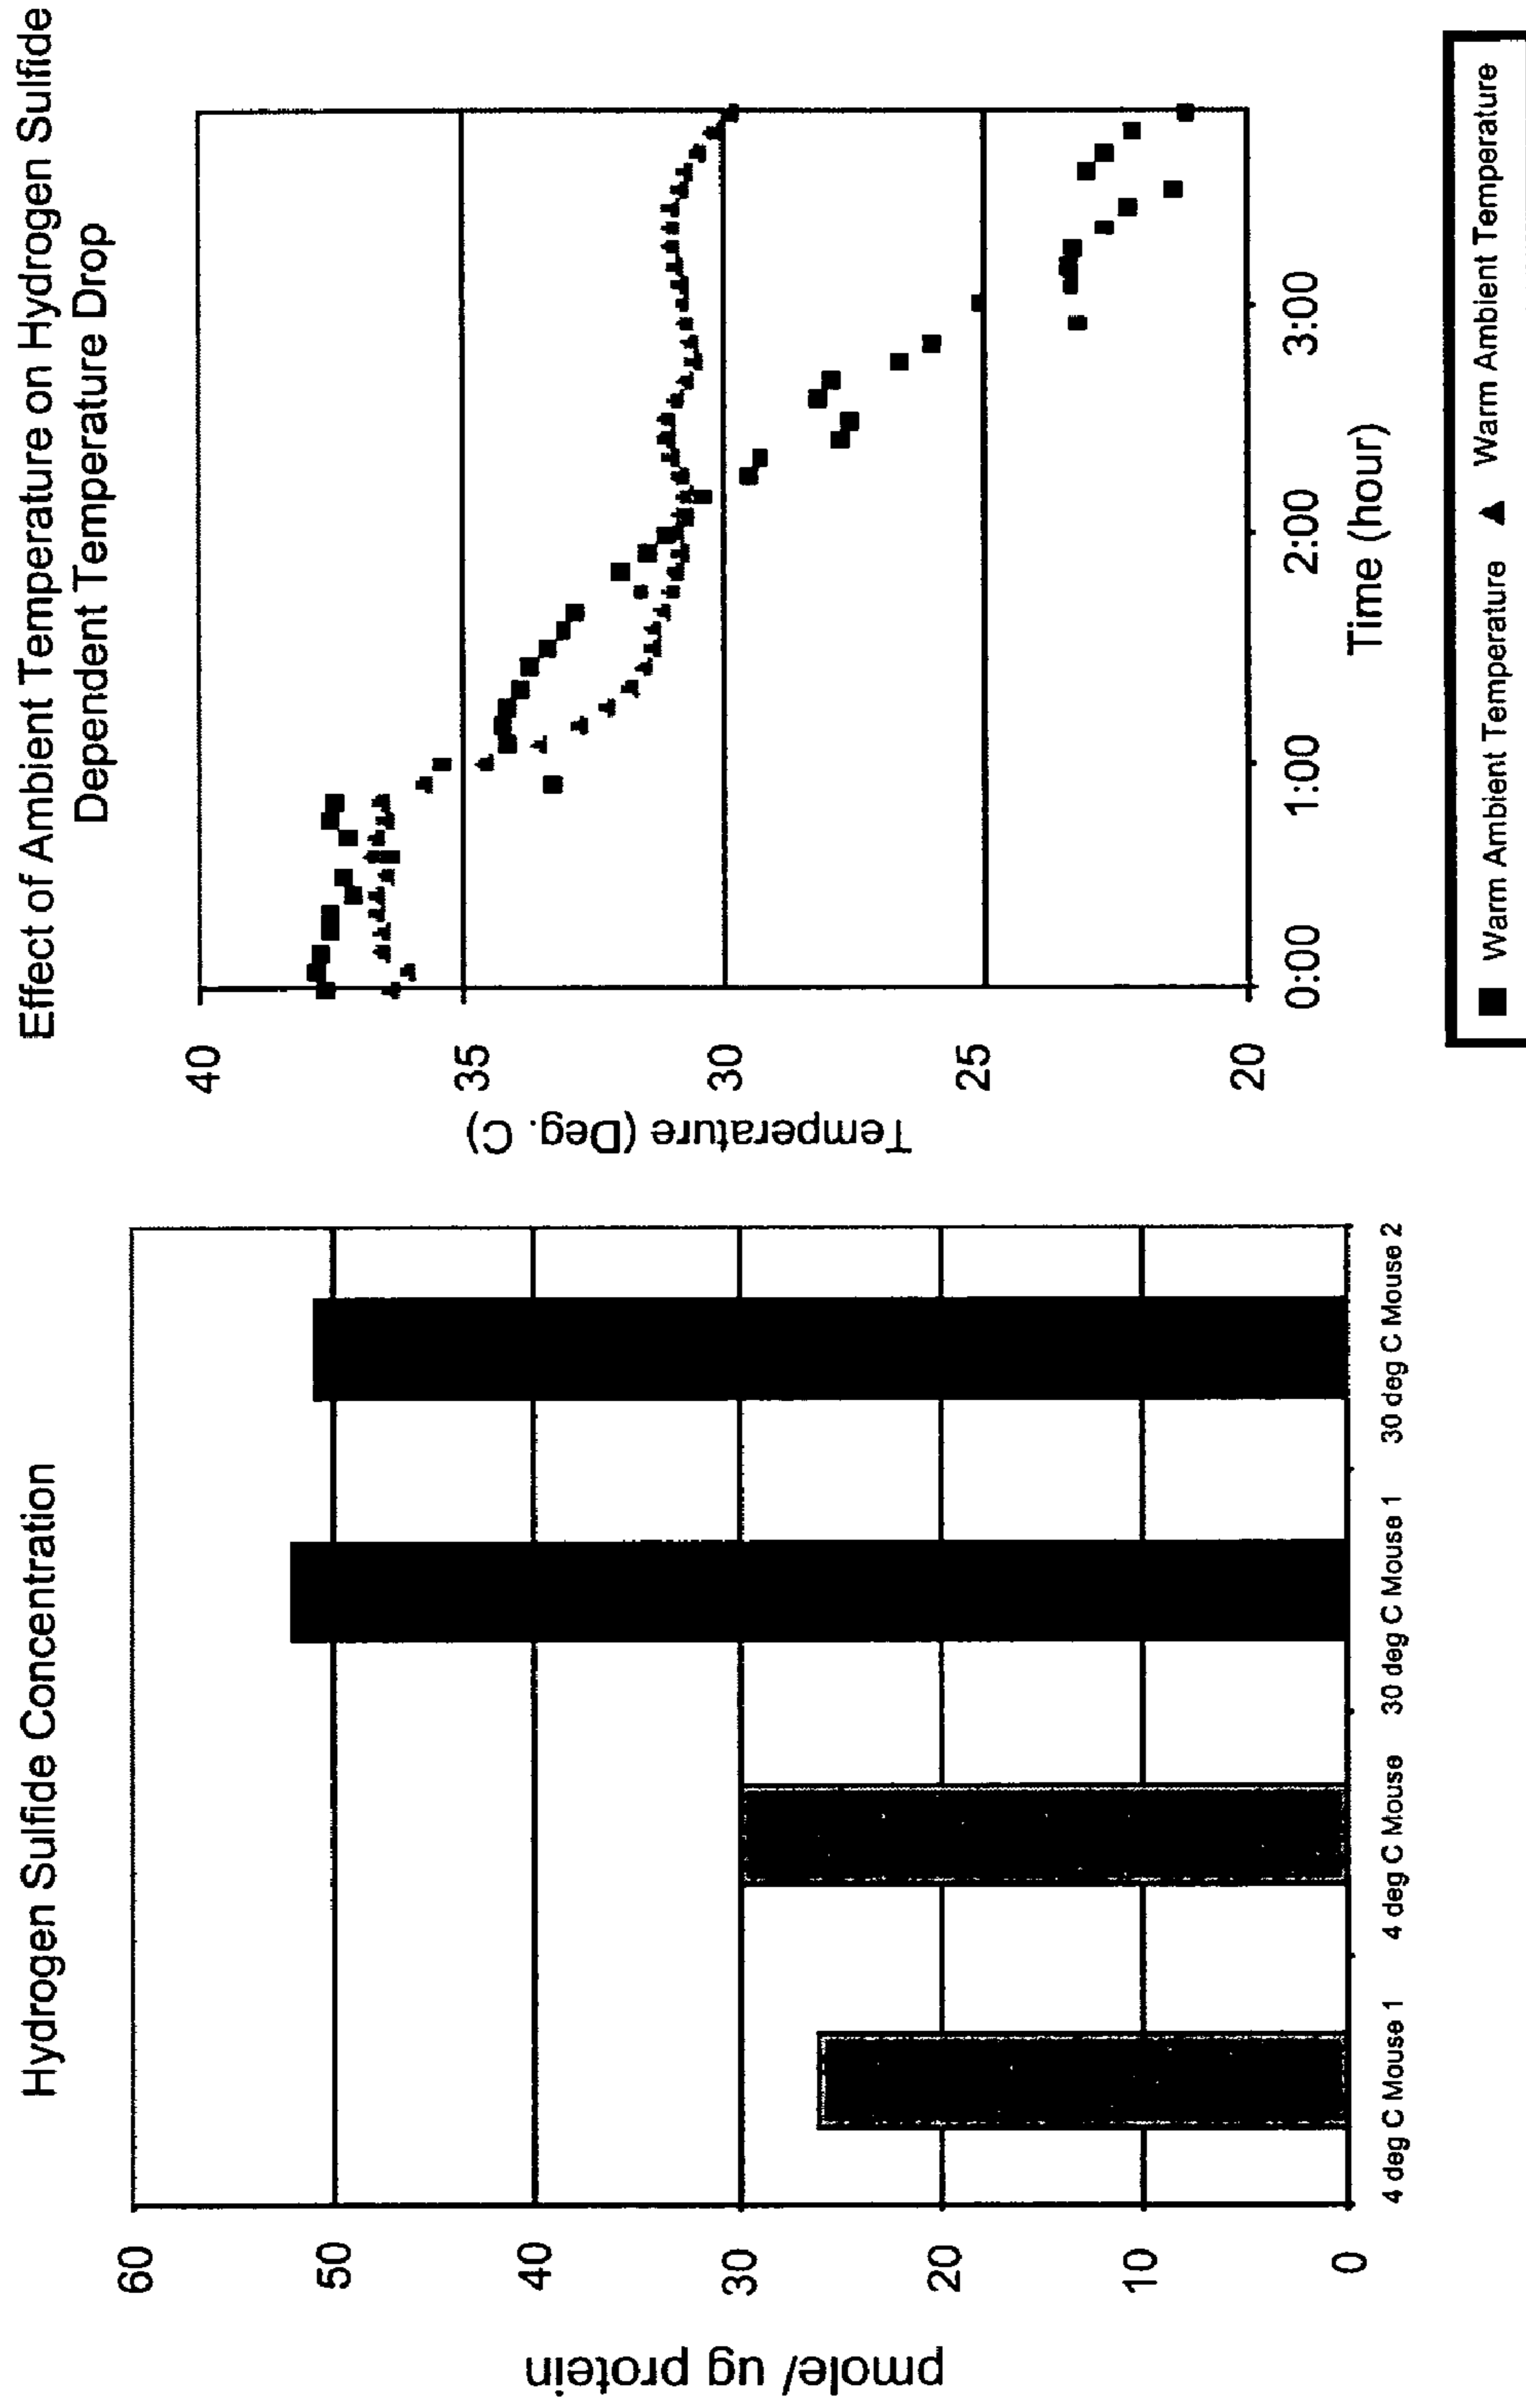 Hydrogen Sulfide Concentration
pmole/ ug protein
60
50
40
30
20
10
0
4 deg C Mouse 1
4 deg C Mouse
30 deg C Mouse 1
30 deg C Mouse 2
Effect of Ambient Temperature on Hydrogen Sulfide
Dependent Temperature Drop
Temperature (Deg. C)
40
35
30
25
20
0:00
1:00
2:00
3:00
Time (hour)
Warm Ambient Temperature
Warm Ambient Temperature